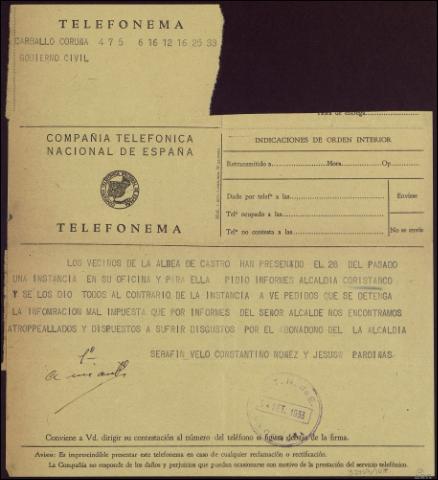 TELEFONEMA
CARBALLO CORUÑA 4 7 5 6 16 12 16 25 33
GOBIERNO CIVIL
COMPAÑIA TELEFONICA
NACIONAL DE ESPAÑA
TELEFONEMA
INDICACIONES DE ORDEN INTERIOR
Retransmitido a Hora Op
Dado por telf° a las Envíese
Tel° ocupado a las
Tel° no contesta a las No se envíe
LOS VECINOS DE LA ALDEA DE CASTRO HAN PRESENADO EL 26 DEL PASADO
UNA INSTANCIA EN SU OFICINA Y PARA ELLA PIDIO INFORMES ALCALDIA CORISTANCO
Y SE LOS DIO TODOS AL CONTRARIO DE LA INSTANCIA A VE PEDIDOS QUE SE DETENGA
LA INFOMRACION MAL IMPUESTA QUE POR INFORMES DEL SEÑOR ALCALDE NOS ENCONTRAMOS
ATROPPEALLADOS Y DISPUESTOS A SUFRIR DISGUSTOS POR EL ABONADONO DEL LA ALCALDIA
SERAFIN VELO CONSTANTINO NOÑEZ Y JESUSW PARDIÑAS
1933
Conviene a Vd. dirigir su contestación al número del teléfono si figura debajo de la firma.
Aviso: Es imprescindible presentar este telefonema en caso de cualquier reclamación o rectificación.
La Compañía no responde de los daños y perjuicios que puedan ocasionarse con motivo de la prestación del servicio telefónico.